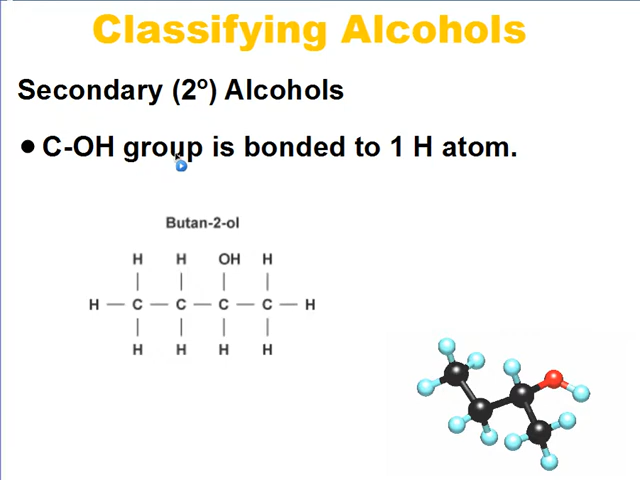 Classifying Alcohols
Secondary (2º) Alcohols
● C-OH group is bonded to 1 H atom.
Butan-2-ol
H H OH H
| | | |
H — C — C — C — C — H
| | | |
H H H H